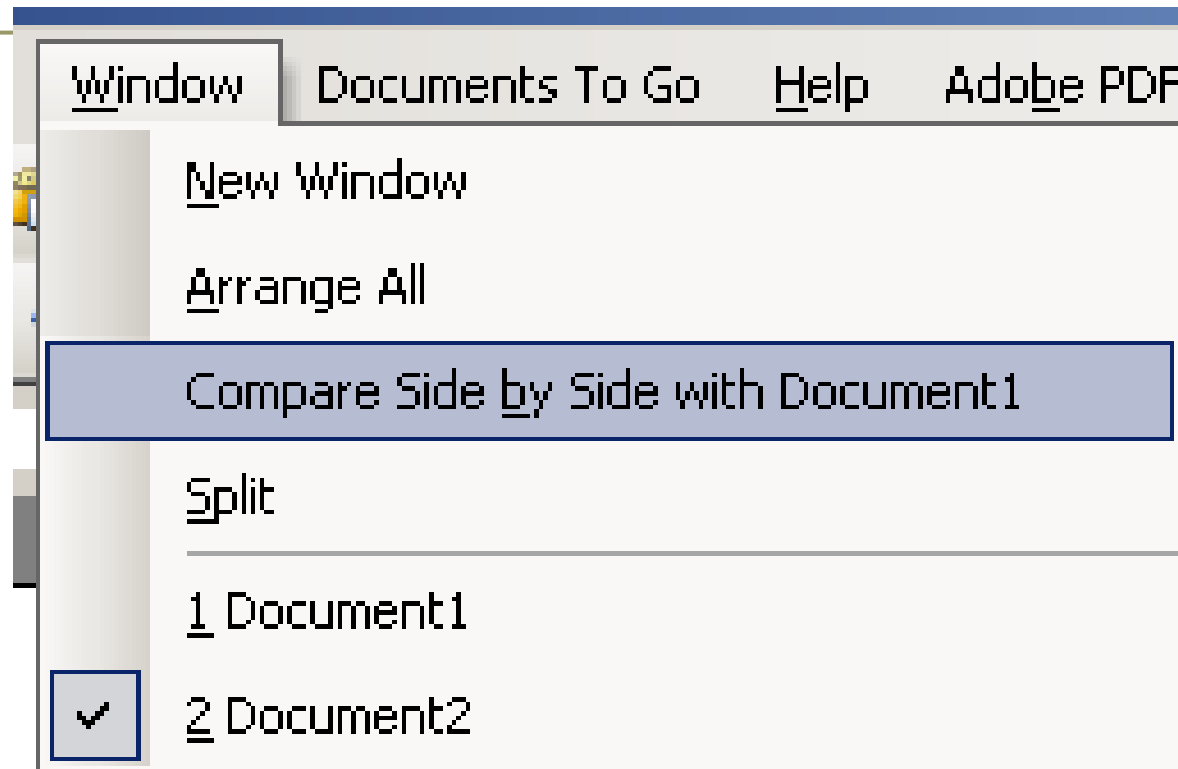 Window Documents To Go Help Adobe PDF
New Window
Arrange All
Compare Side by Side with Document1
Split
1 Document1
2 Document2